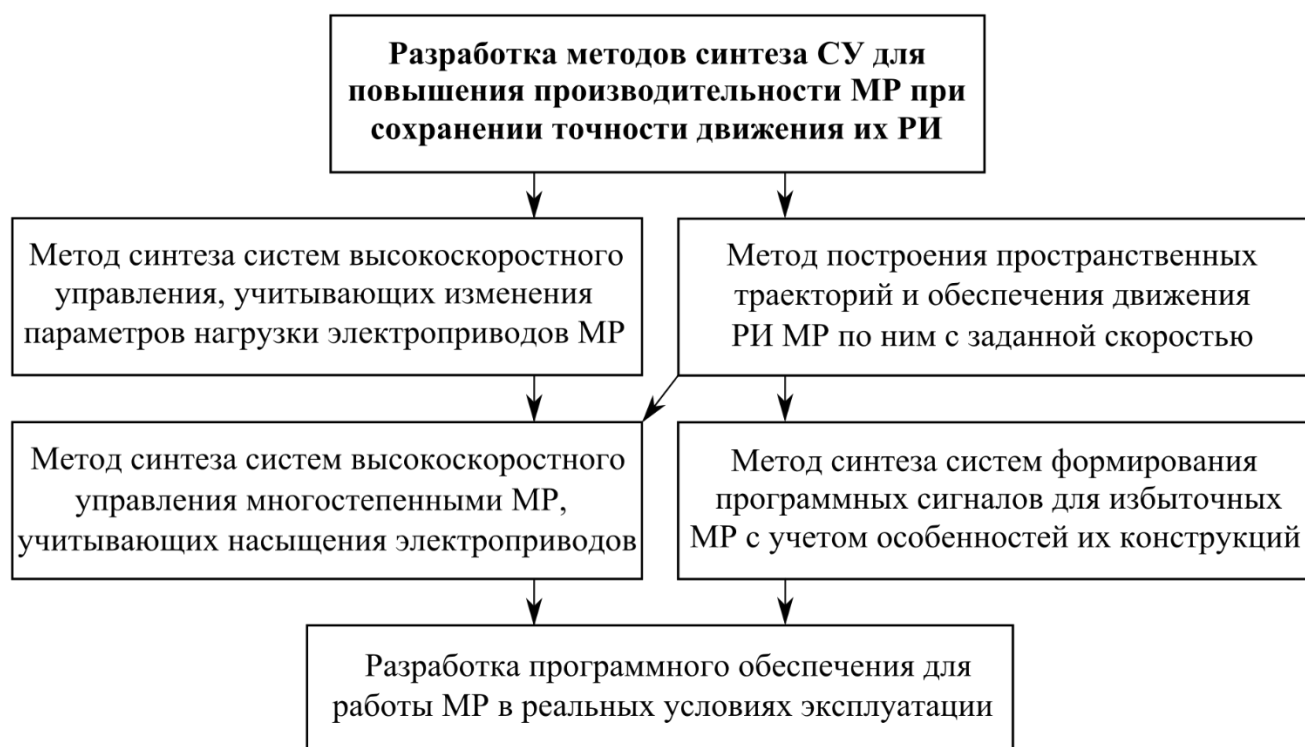 Разработка методов синтеза СУ для
повышения производительности МР при
сохранении точности движения их РИ
Метод синтеза систем высокоскоростного
управления, учитывающих изменения
параметров нагрузки электроприводов МР
Метод построения пространственных
траекторий и обеспечения движения
РИ МР по ним с заданной скоростью
Метод синтеза систем высокоскоростного
управления многостепенными МР,
учитывающих насыщения электроприводов
Метод синтеза систем формирования
программных сигналов для избыточных
МР с учетом особенностей их конструкций
Разработка программного обеспечения для
работы МР в реальных условиях эксплуатации